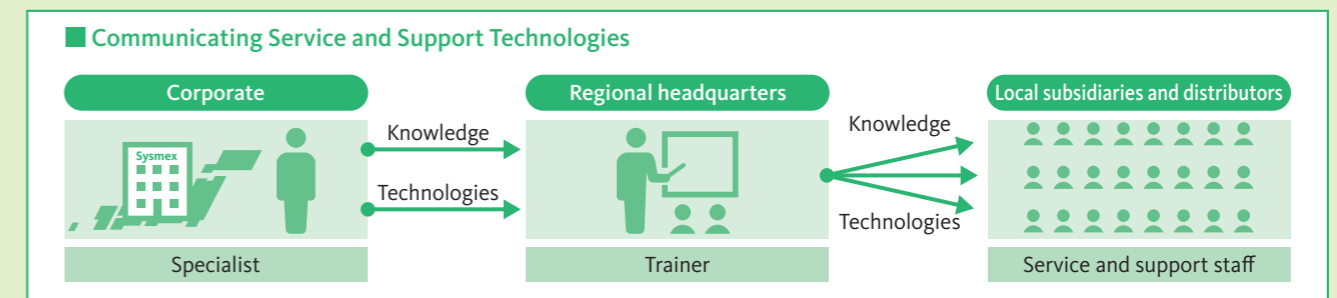 Communicating Service and Support Technologies
Corporate
Sysmex
Specialist
Knowledge
Technologies
Regional headquarters
Trainer
Knowledge
Technologies
Local subsidiaries and distributors
Service and support staff